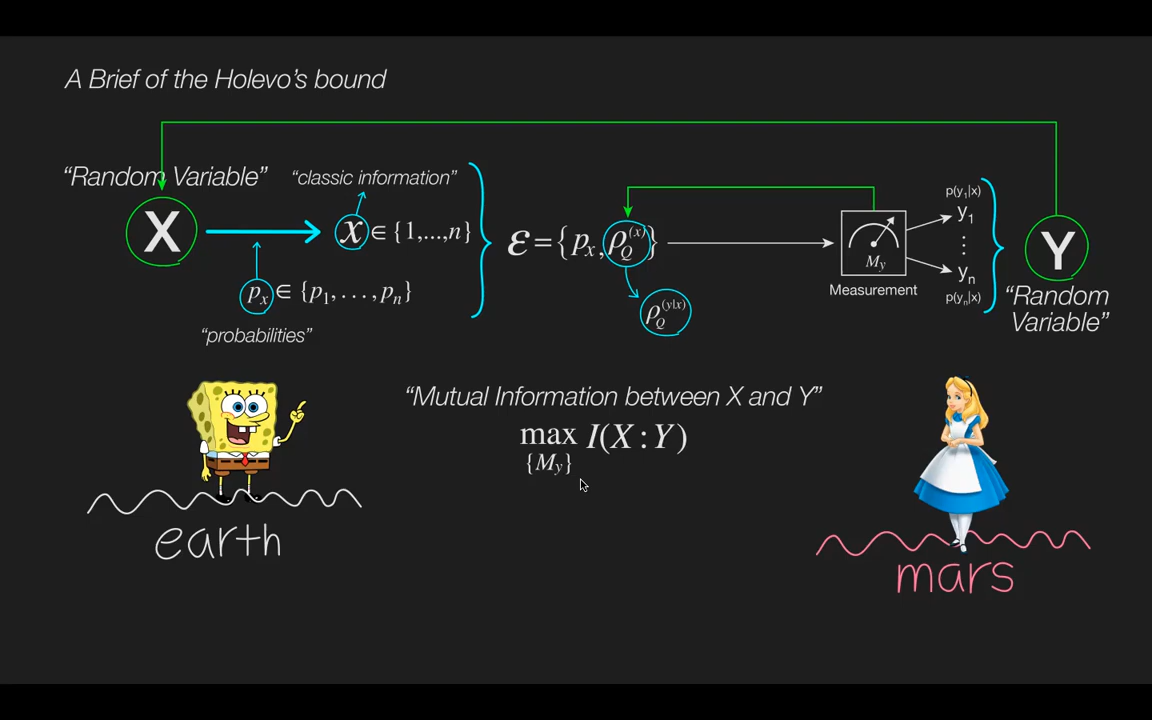 A Brief of the Holevo's bound
“Random Variable”
“classic information”
X
x ∈ {1,...,n}
p_x ∈ {p_1, . . . , p_n}
“probabilities”
ε = {p_x, ρ_Q^(x)}
ρ_Q^(y|x)
M_y
Measurement
p(y_1|x)
y_1
⋮
y_n
p(y_n|x)
Y
“Random
Variable”
“Mutual Information between X and Y”
max I(X : Y)
{M_y}
earth
mars